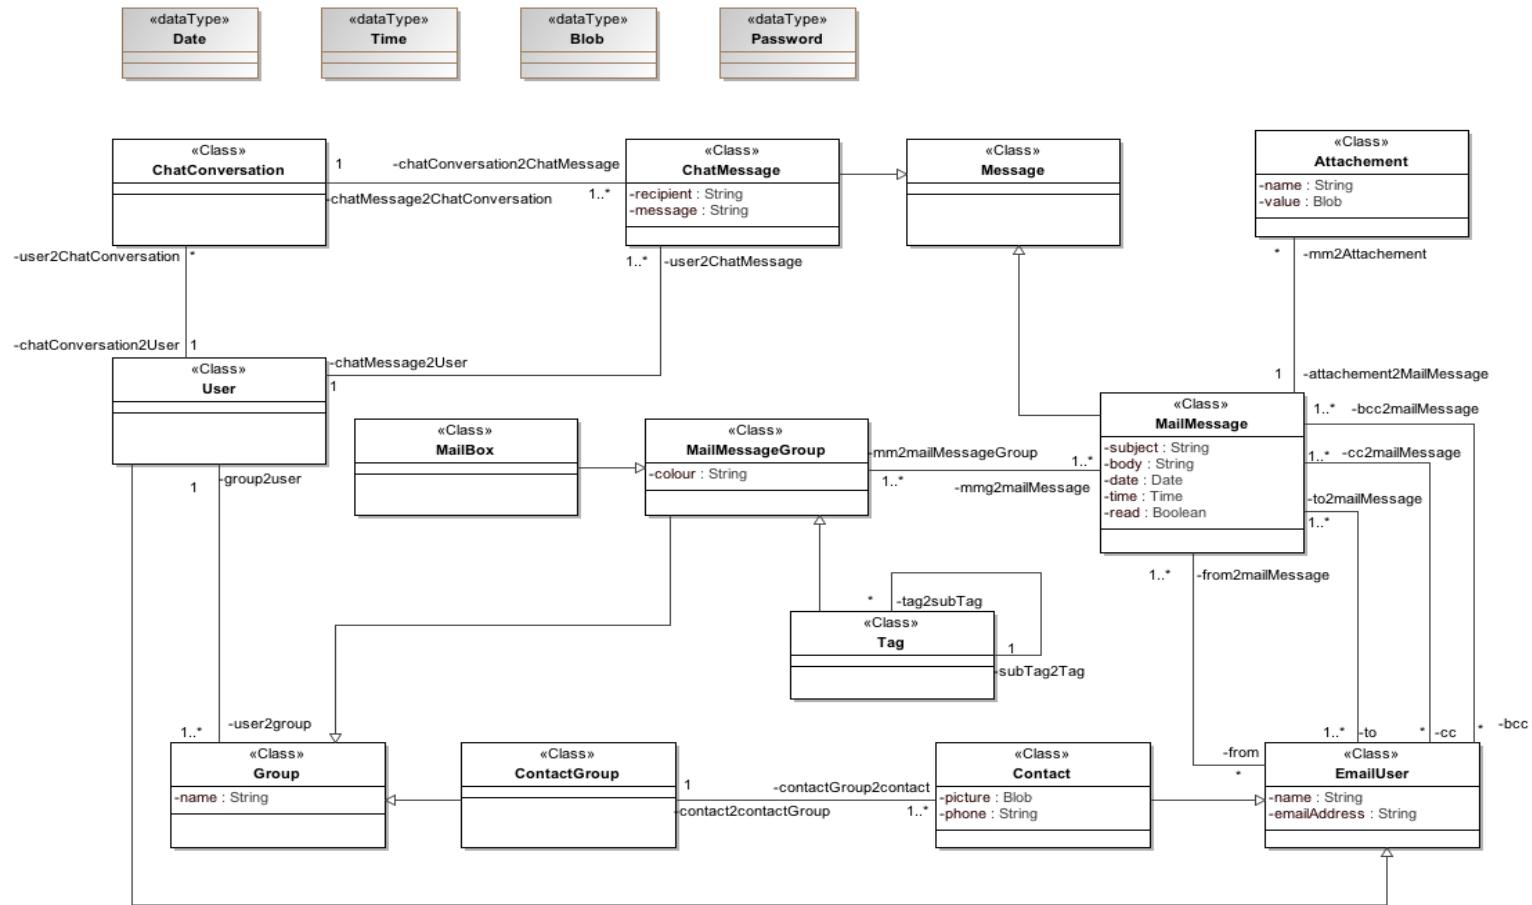 «dataType»
Date
«dataType»
Time
«dataType»
Blob
«dataType»
Password
«Class»
ChatConversation
1
-chatConversation2ChatMessage
-chatMessage2ChatConversation
1..*
«Class»
ChatMessage
-recipient : String
-message : String
«Class»
Message
«Class»
Attachement
-name : String
-value : Blob
-user2ChatConversation
*
1..*
-user2ChatMessage
*
-mm2Attachement
-chatConversation2User
1
-chatMessage2User
1
1
-attachement2MailMessage
«Class»
User
«Class»
MailBox
«Class»
MailMessageGroup
-colour : String
-mm2mailMessageGroup
1..*
1..*
-mmg2mailMessage
«Class»
MailMessage
-subject : String
-body : String
-date : Date
-time : Time
-read : Boolean
1..*
-bcc2mailMessage
1..*
-cc2mailMessage
-to2mailMessage
1..*
1
-group2user
1..*
-from2mailMessage
*
-tag2subTag
«Class»
Tag
1
-subTag2Tag
1..*
-user2group
«Class»
Group
-name : String
«Class»
ContactGroup
1
-contactGroup2contact
-contact2contactGroup
1..*
«Class»
Contact
-picture : Blob
-phone : String
-from
*
1..*
-to
*
-cc
*
-bcc
«Class»
EmailUser
-name : String
-emailAddress : String